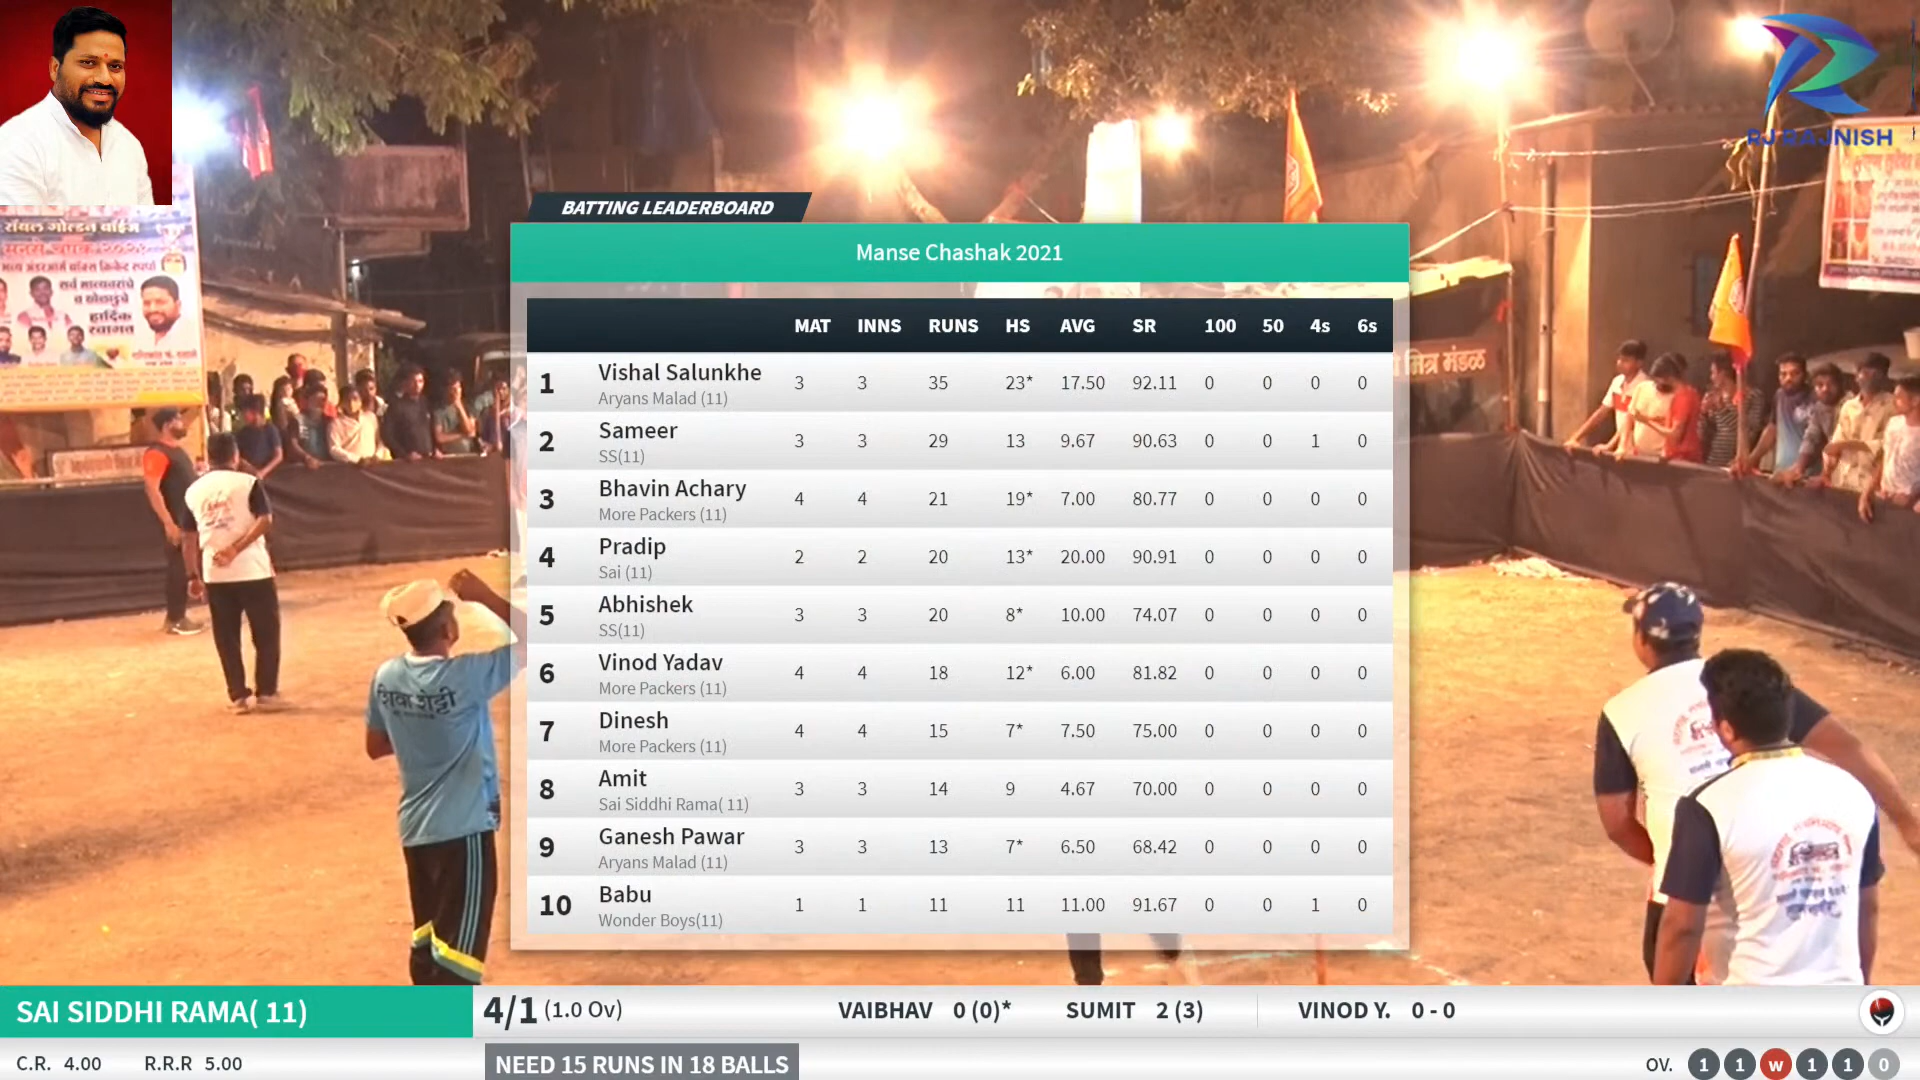 RJ RAJNISH
रॉयल गोल्डन बॉईज
सर्व मान्यवरांचे
व खेळाडूंचे
हार्दिक
स्वागत
मित्र मंडळ
शिवा शेट्टी
BATTING LEADERBOARD
Manse Chashak 2021
MAT INNS RUNS HS AVG SR 100 50 4s 6s
1 Vishal Salunkhe 3 3 35 23* 17.50 92.11 0 0 0 0
Aryans Malad (11)
2 Sameer 3 3 29 13 9.67 90.63 0 0 1 0
SS(11)
3 Bhavin Achary 4 4 21 19* 7.00 80.77 0 0 0 0
More Packers (11)
4 Pradip 2 2 20 13* 20.00 90.91 0 0 0 0
Sai (11)
5 Abhishek 3 3 20 8* 10.00 74.07 0 0 0 0
SS(11)
6 Vinod Yadav 4 4 18 12* 6.00 81.82 0 0 0 0
More Packers (11)
7 Dinesh 4 4 15 7* 7.50 75.00 0 0 0 0
More Packers (11)
8 Amit 3 3 14 9 4.67 70.00 0 0 0 0
Sai Siddhi Rama( 11)
9 Ganesh Pawar 3 3 13 7* 6.50 68.42 0 0 0 0
Aryans Malad (11)
10 Babu 1 1 11 11 11.00 91.67 0 0 1 0
Wonder Boys(11)
SAI SIDDHI RAMA( 11) 4/1 (1.0 Ov) VAIBHAV 0 (0)* SUMIT 2 (3) VINOD Y. 0 - 0
C.R. 4.00 R.R.R 5.00 NEED 15 RUNS IN 18 BALLS OV. 1 1 w 1 1 0